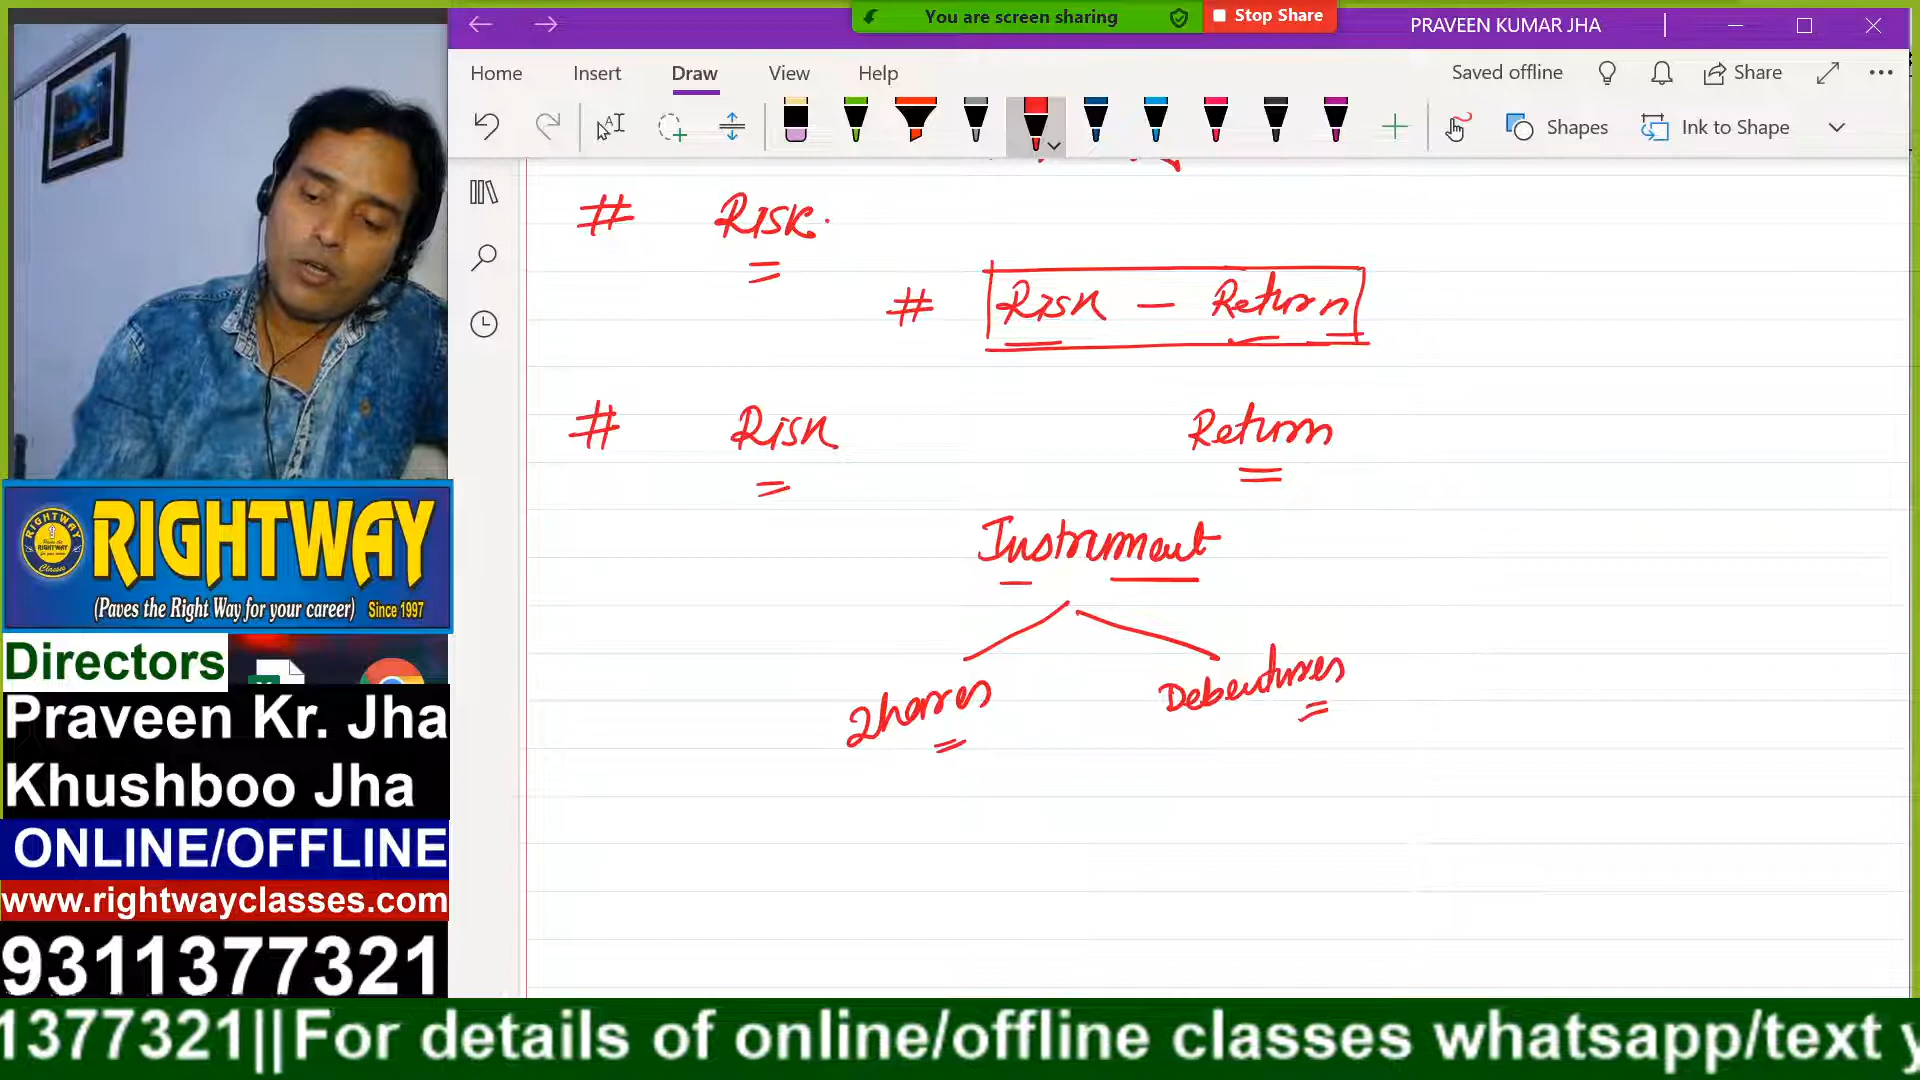 You are screen sharing
Stop Share
PRAVEEN KUMAR JHA
Home Insert Draw View Help
Saved offline
Share
Shapes
Ink to Shape
# Risk.
# Risk - Return
# Risk Return
Instrument
Shares
Debentures
RIGHTWAY
Classes
RIGHTWAY
(Paves the Right Way for your career) Since 1997
Directors
Praveen Kr. Jha
Khushboo Jha
ONLINE/OFFLINE
www.rightwayclasses.com
9311377321
1377321||For details of online/offline classes whatsapp/text y